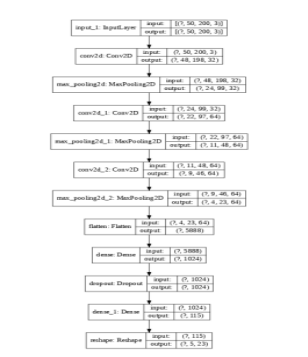 input_1: InputLayer input: [(?, 50, 200, 3)]
output: [(?, 50, 200, 3)]
conv2d: Conv2D input: (?, 50, 200, 3)
output: (?, 48, 198, 32)
max_pooling2d: MaxPooling2D input: (?, 48, 198, 32)
output: (?, 24, 99, 32)
conv2d_1: Conv2D input: (?, 24, 99, 32)
output: (?, 22, 97, 64)
max_pooling2d_1: MaxPooling2D input: (?, 22, 97, 64)
output: (?, 11, 48, 64)
conv2d_2: Conv2D input: (?, 11, 48, 64)
output: (?, 9, 46, 64)
max_pooling2d_2: MaxPooling2D input: (?, 9, 46, 64)
output: (?, 4, 23, 64)
flatten: Flatten input: (?, 4, 23, 64)
output: (?, 5888)
dense: Dense input: (?, 5888)
output: (?, 1024)
dropout: Dropout input: (?, 1024)
output: (?, 1024)
dense_1: Dense input: (?, 1024)
output: (?, 115)
reshape: Reshape input: (?, 115)
output: (?, 5, 23)